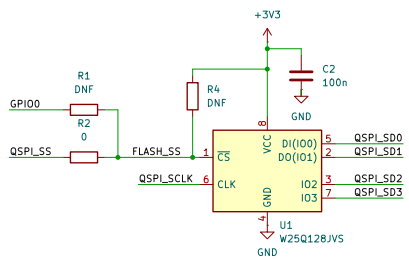 +3V3
R1
DNF
R4
DNF
C2
100n
GPIO0
GND
R2
0
QSPI_SS
FLASH_SS
8
VCC
1
CS
DI(IO0)
5
QSPI_SD0
DO(IO1)
2
QSPI_SD1
QSPI_SCLK
6
CLK
IO2
3
QSPI_SD2
IO3
7
QSPI_SD3
GND
4
U1
W25Q128JVS
GND